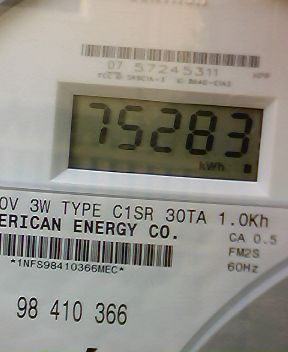 07 57245311
75283
kWh
0V 3W TYPE C1SR 30TA 1.0Kh
ERICAN ENERGY CO.
CA 0.5
FM2S
60Hz
*1NFS98410366MEC*
98 410 366